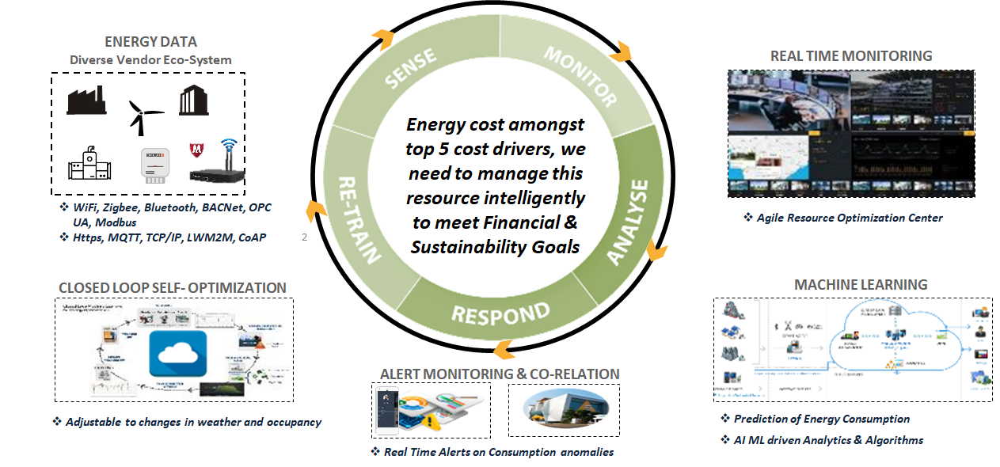 ENERGY DATA
Diverse Vendor Eco-System
❖ WiFi, Zigbee, Bluetooth, BACNet, OPC
UA, Modbus
❖ Https, MQTT, TCP/IP, LWM2M, CoAP
2
SENSE
MONITOR
ANALYSE
RESPOND
RE-TRAIN
Energy cost amongst
top 5 cost drivers, we
need to manage this
resource intelligently
to meet Financial &
Sustainability Goals
REAL TIME MONITORING
❖ Agile Resource Optimization Center
CLOSED LOOP SELF- OPTIMIZATION
❖ Adjustable to changes in weather and occupancy
ALERT MONITORING & CO-RELATION
❖ Real Time Alerts on Consumption anomalies
MACHINE LEARNING
❖ Prediction of Energy Consumption
❖ AI ML driven Analytics & Algorithms